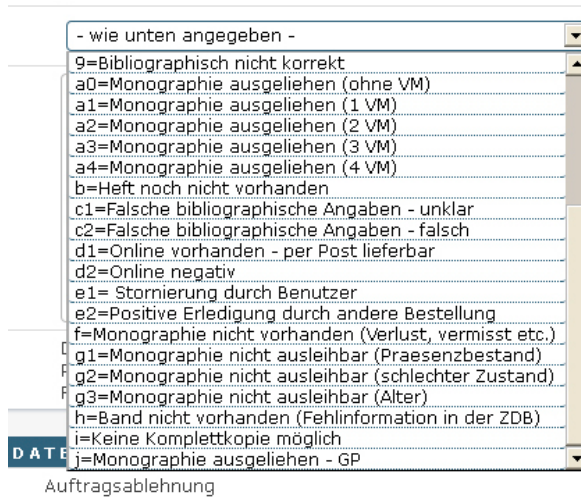 - wie unten angegeben -
9=Bibliographisch nicht korrekt
a0=Monographie ausgeliehen (ohne VM)
a1=Monographie ausgeliehen (1 VM)
a2=Monographie ausgeliehen (2 VM)
a3=Monographie ausgeliehen (3 VM)
a4=Monographie ausgeliehen (4 VM)
b=Heft noch nicht vorhanden
c1=Falsche bibliographische Angaben - unklar
c2=Falsche bibliographische Angaben - falsch
d1=Online vorhanden - per Post lieferbar
d2=Online negativ
e1= Stornierung durch Benutzer
e2=Positive Erledigung durch andere Bestellung
f=Monographie nicht vorhanden (Verlust, vermisst etc.)
g1=Monographie nicht ausleihbar (Praesenzbestand)
g2=Monographie nicht ausleihbar (schlechter Zustand)
g3=Monographie nicht ausleihbar (Alter)
h=Band nicht vorhanden (Fehlinformation in der ZDB)
i=Keine Komplettkopie möglich
j=Monographie ausgeliehen - GP
DATE
Auftragsablehnung